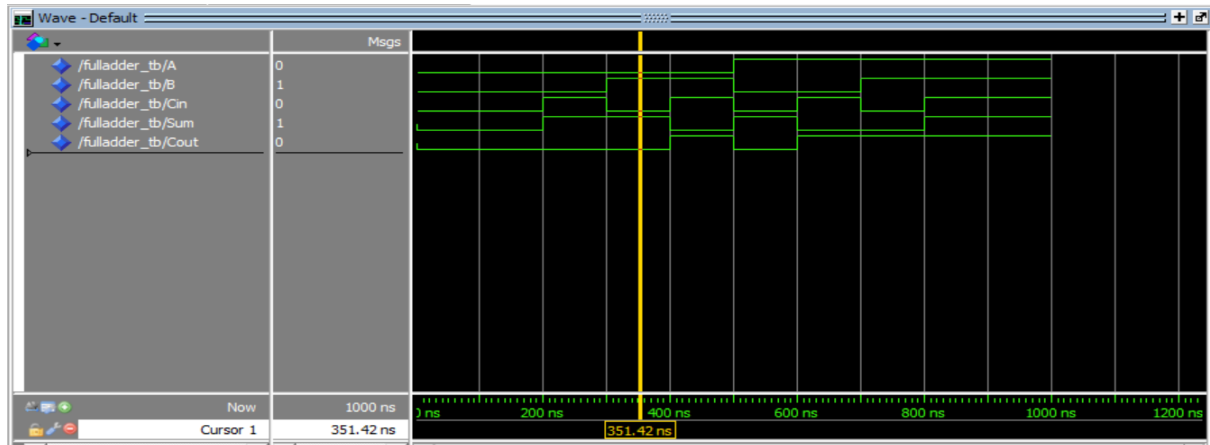 Wave - Default
Msgs
/fulladder_tb/A 0
/fulladder_tb/B 1
/fulladder_tb/Cin 0
/fulladder_tb/Sum 1
/fulladder_tb/Cout 0
Now 1000 ns
ns 200 ns 400 ns 600 ns 800 ns 1000 ns 1200 ns
Cursor 1 351.42 ns
351.42 ns